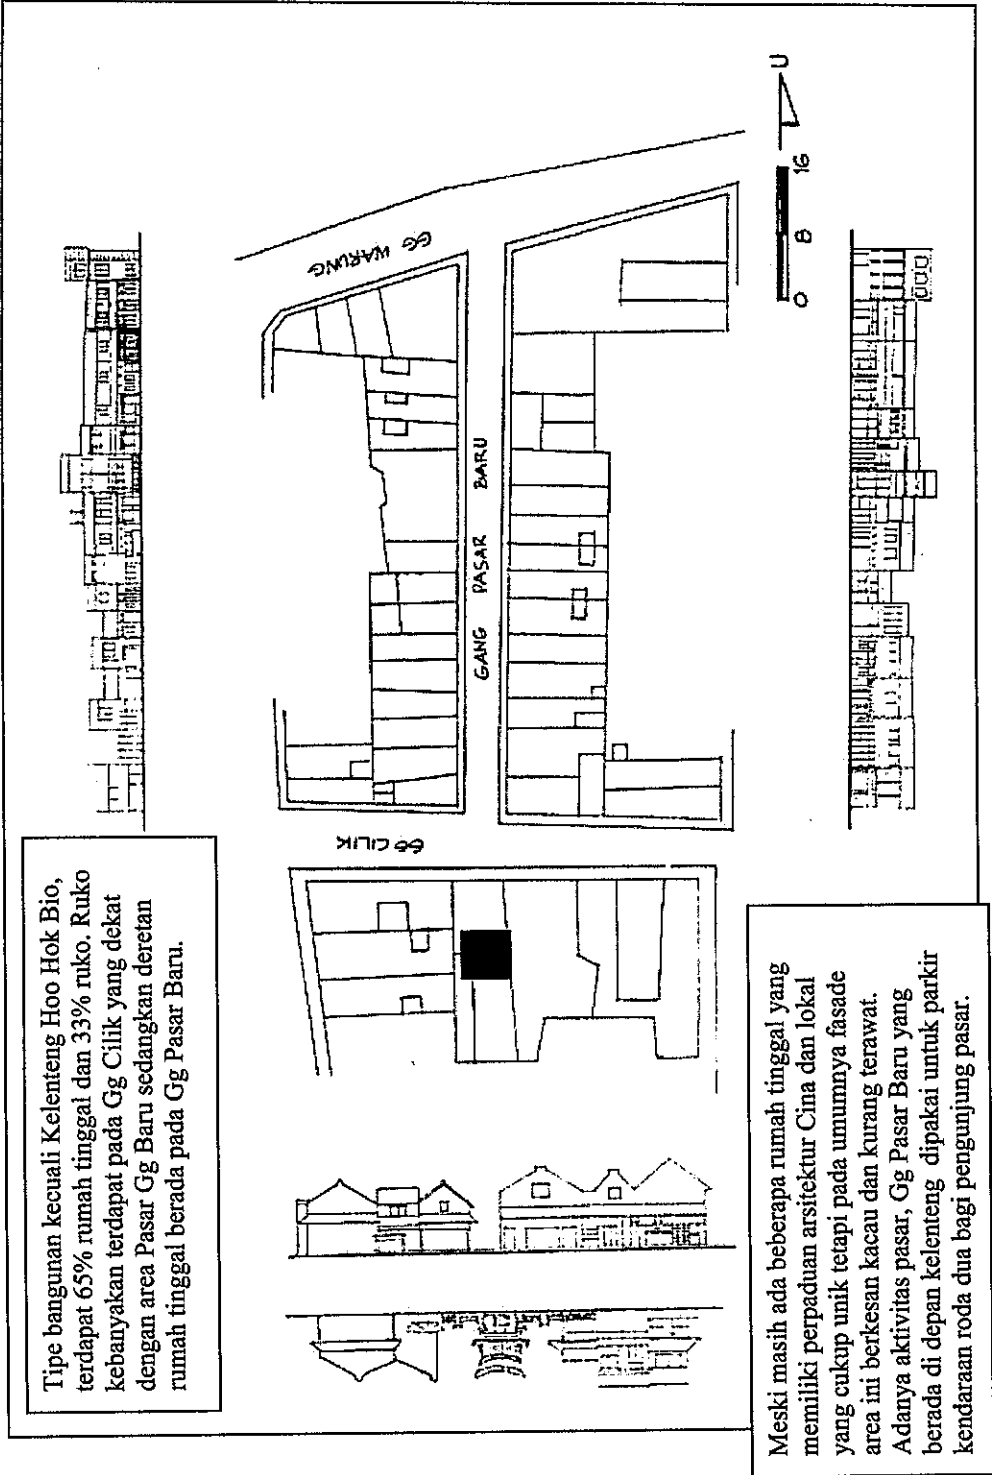 Tipe bangunan kecuali Kelenteng Hoo Hok Bio,
terdapat 65% rumah tinggal dan 33% ruko. Ruko
kebanyakan terdapat pada Gg Cilik yang dekat
dengan area Pasar Gg Baru sedangkan deretan
rumah tinggal berada pada Gg Pasar Baru.
GG CILIK
GANG PASAR BARU
GG WARUNG
0 8 16
U
Meski masih ada beberapa rumah tinggal yang
memiliki perpaduan arsitektur Cina dan lokal
yang cukup unik tetapi pada umumnya fasade
area ini berkesan kacau dan kurang terawat.
Adanya aktivitas pasar, Gg Pasar Baru yang
berada di depan kelenteng dipakai untuk parkir
kendaraan roda dua bagi pengunjung pasar.